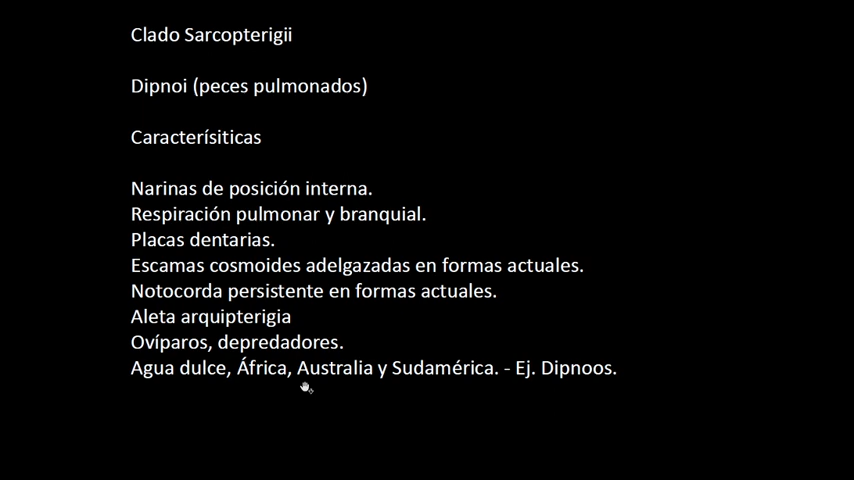 Clado Sarcopterigii
Dipnoi (peces pulmonados)
Caracterísiticas
Narinas de posición interna.
Respiración pulmonar y branquial.
Placas dentarias.
Escamas cosmoides adelgazadas en formas actuales.
Notocorda persistente en formas actuales.
Aleta arquipterigia
Ovíparos, depredadores.
Agua dulce, África, Australia y Sudamérica. - Ej. Dipnoos.